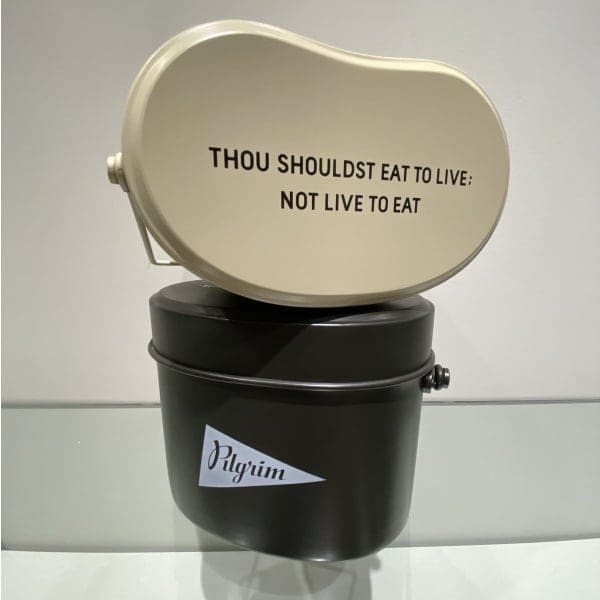 THOU SHOULDST EAT TO LIVE;
NOT LIVE TO EAT
Pilgrim